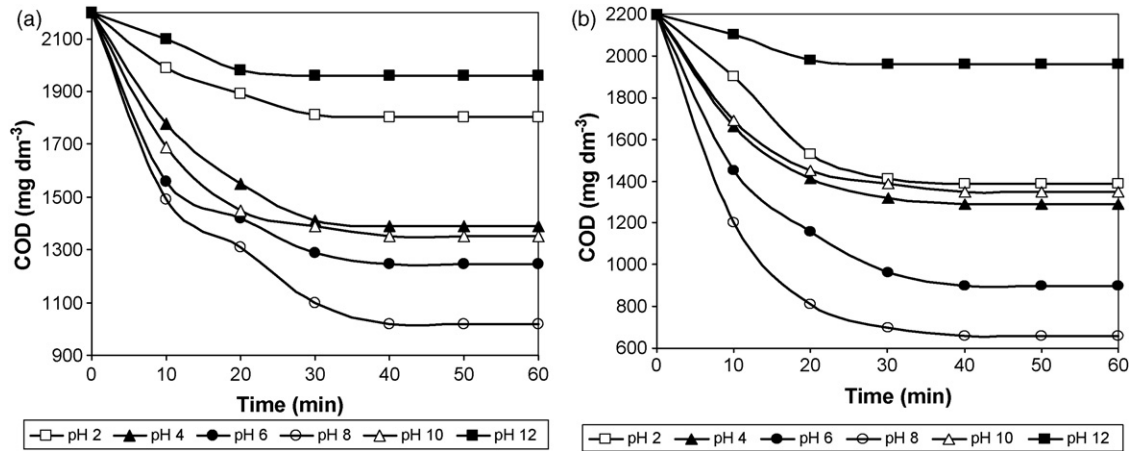 (a)
COD (mg dm⁻³)
2100
1900
1700
1500
1300
1100
900
0 10 20 30 40 50 60
Time (min)
pH 2 pH 4 pH 6 pH 8 pH 10 pH 12
(b)
COD (mg dm⁻³)
2200
2000
1800
1600
1400
1200
1000
800
600
0 10 20 30 40 50 60
Time (min)
pH 2 pH 4 pH 6 pH 8 pH 10 pH 12